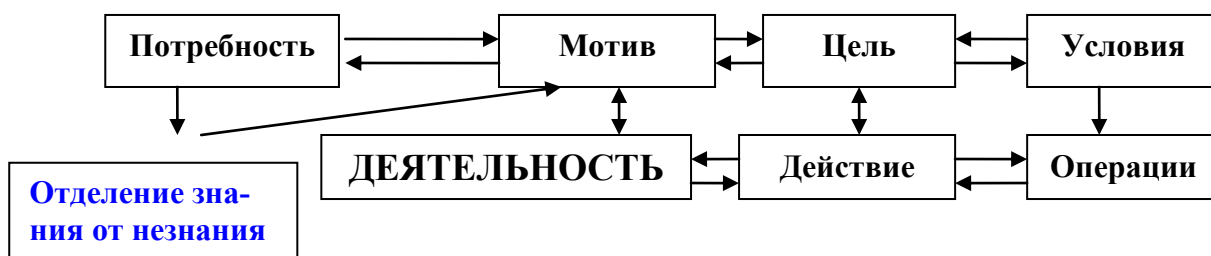 Потребность
Мотив
Цель
Условия
ДЕЯТЕЛЬНОСТЬ
Действие
Операции
Отделение зна-
ния от незнания